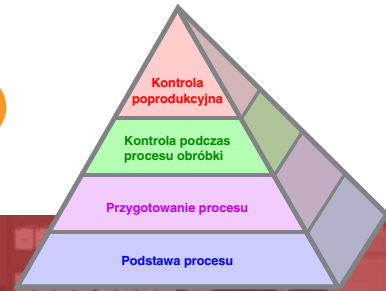 Kontrola
poprodukcyjna
Kontrola podczas
procesu obróbki
Przygotowanie procesu
Podstawa procesu